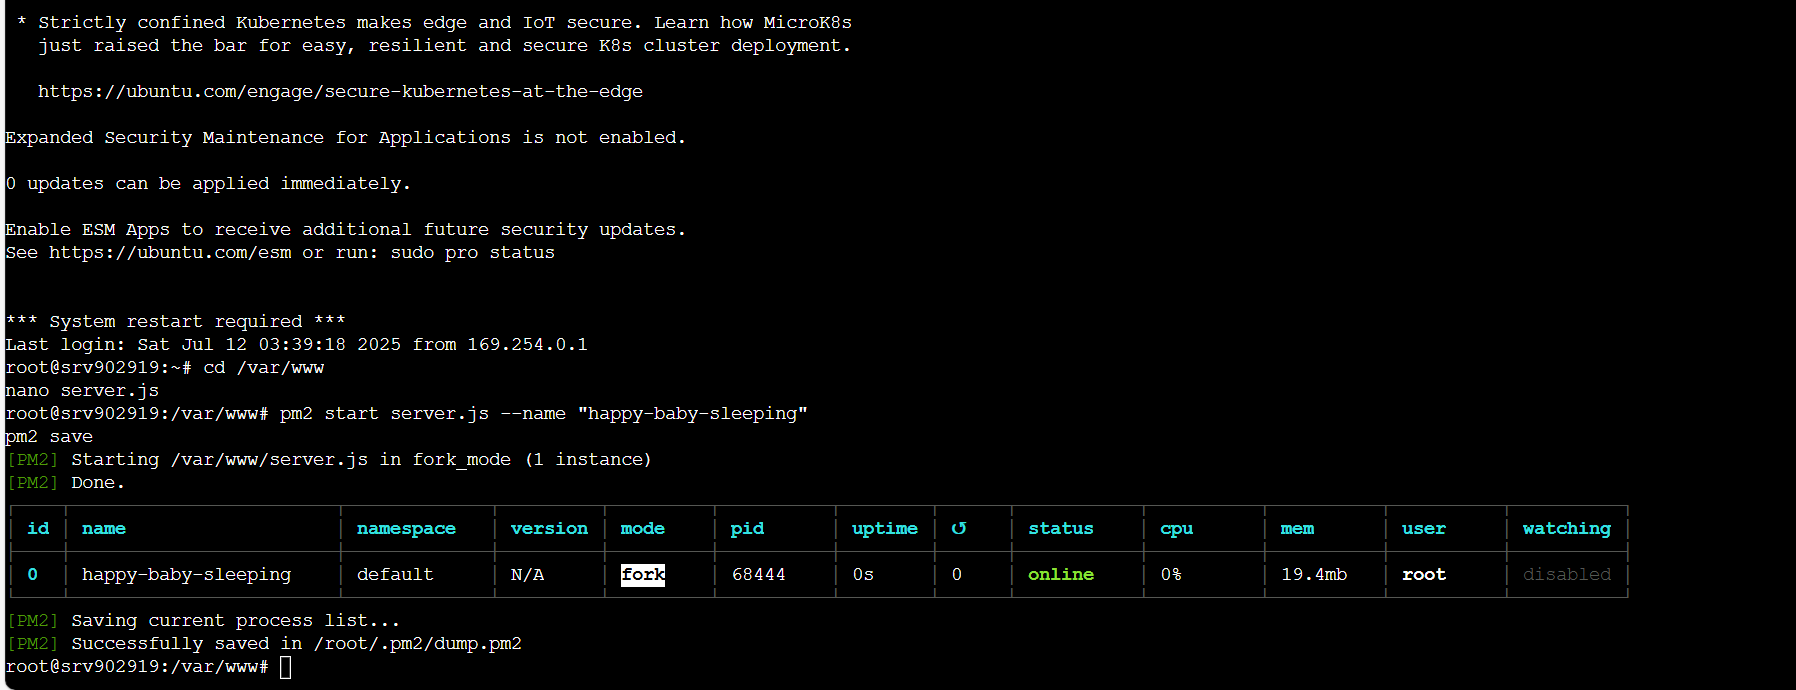 * Strictly confined Kubernetes makes edge and IoT secure. Learn how MicroK8s
just raised the bar for easy, resilient and secure K8s cluster deployment.
https://ubuntu.com/engage/secure-kubernetes-at-the-edge
Expanded Security Maintenance for Applications is not enabled.
0 updates can be applied immediately.
Enable ESM Apps to receive additional future security updates.
See https://ubuntu.com/esm or run: sudo pro status
*** System restart required ***
Last login: Sat Jul 12 03:39:18 2025 from 169.254.0.1
root@srv902919:~# cd /var/www
nano server.js
root@srv902919:/var/www# pm2 start server.js --name "happy-baby-sleeping"
pm2 save
[PM2] Starting /var/www/server.js in fork_mode (1 instance)
[PM2] Done.
id name namespace version mode pid uptime ↺ status cpu mem user watching
0 happy-baby-sleeping default N/A fork 68444 0s 0 online 0% 19.4mb root disabled
[PM2] Saving current process list...
[PM2] Successfully saved in /root/.pm2/dump.pm2
root@srv902919:/var/www#